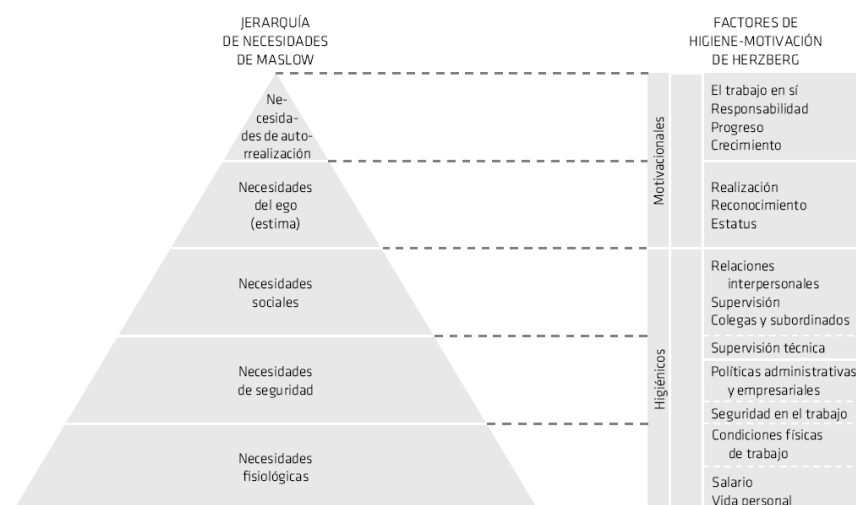 JERARQUÍA
DE NECESIDADES
DE MASLOW
Ne-
cesida-
des de auto-
rrealización
Necesidades
del ego
(estima)
Necesidades
sociales
Necesidades
de seguridad
Necesidades
fisiológicas
FACTORES DE
HIGIENE-MOTIVACIÓN
DE HERZBERG
Motivacionales
Higiénicos
El trabajo en sí
Responsabilidad
Progreso
Crecimiento
Realización
Reconocimiento
Estatus
Relaciones
interpersonales
Supervisión
Colegas y subordinados
Supervisión técnica
Políticas administrativas
y empresariales
Seguridad en el trabajo
Condiciones físicas
de trabajo
Salario
Vida personal